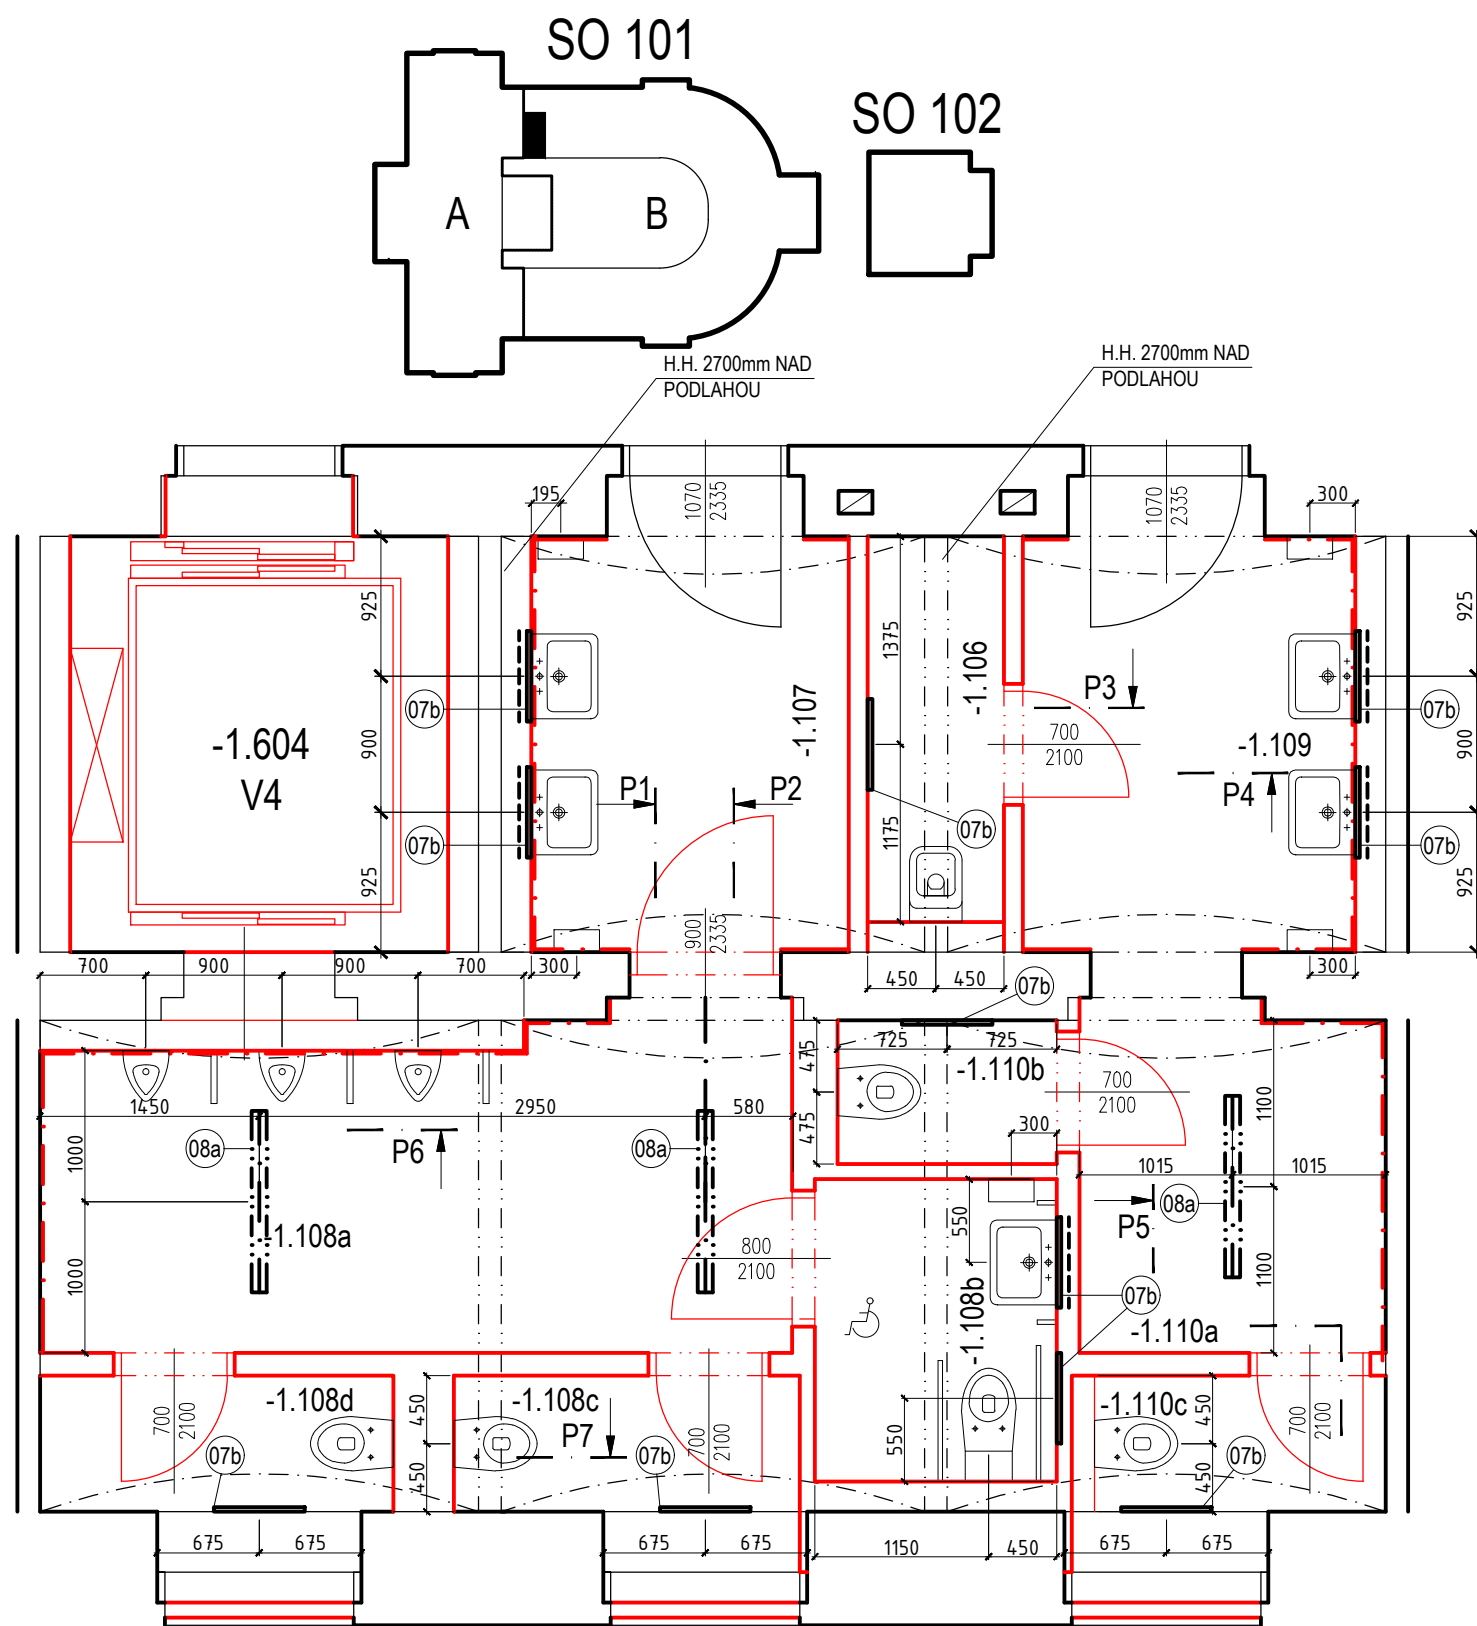 SO 101
SO 102
A
B
H.H. 2700mm NAD
PODLAHOU
H.H. 2700mm NAD
PODLAHOU
195
1070
2335
1070
2335
300
925
900
925
-1.604
V4
07b
07b
-1.107
P1
P2
1375
1175
-1.106
07b
P3
700
2100
-1.109
P4
07b
07b
925
900
925
900
2335
700
900
900
700
300
450
450
300
07b
725
725
475
475
-1.110b
700
2100
300
1450
2950
580
08a
08a
P6
1000
1000
-1.108a
1100
1100
1015
1015
08a
P5
550
800
2100
-1.108b
07b
-1.110a
550
700
2100
-1.108d
07b
450
450
-1.108c
P7
700
2100
07b
-1.110c
450
450
700
2100
07b
675
675
675
675
1150
450
675
675